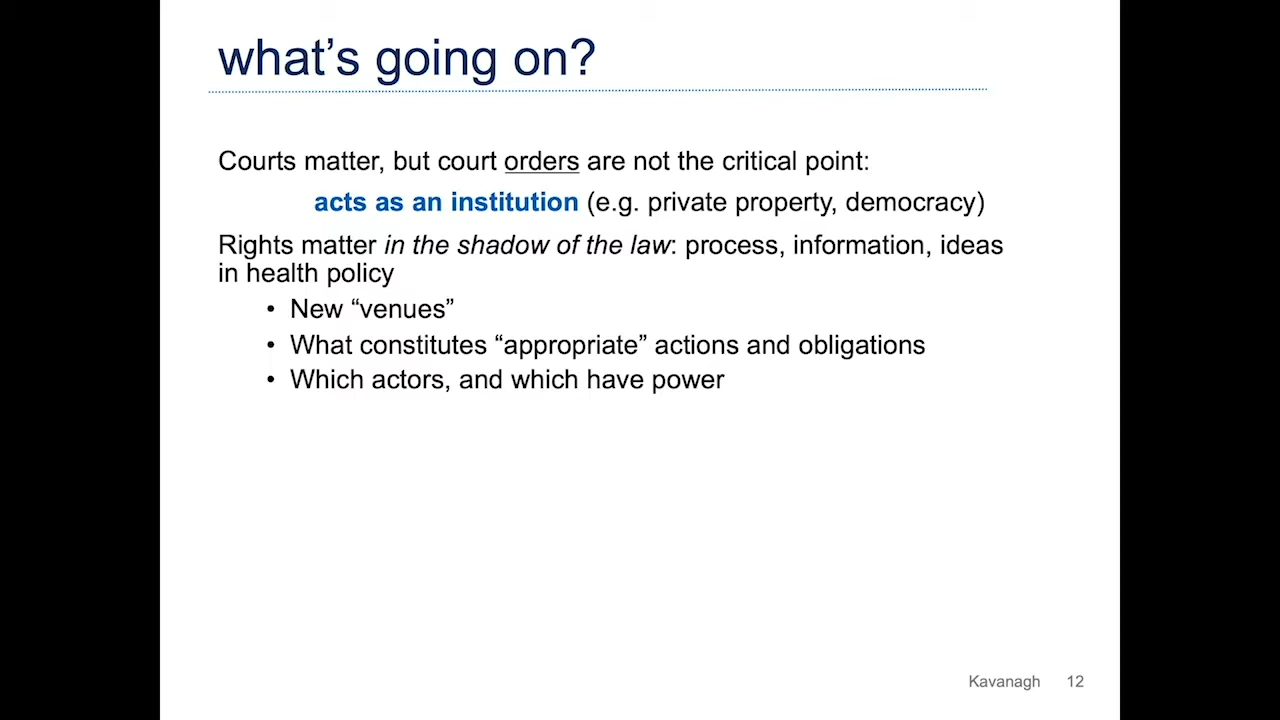 what’s going on?
Courts matter, but court orders are not the critical point:
acts as an institution (e.g. private property, democracy)
Rights matter in the shadow of the law: process, information, ideas
in health policy
• New “venues”
• What constitutes “appropriate” actions and obligations
• Which actors, and which have power
Kavanagh 12